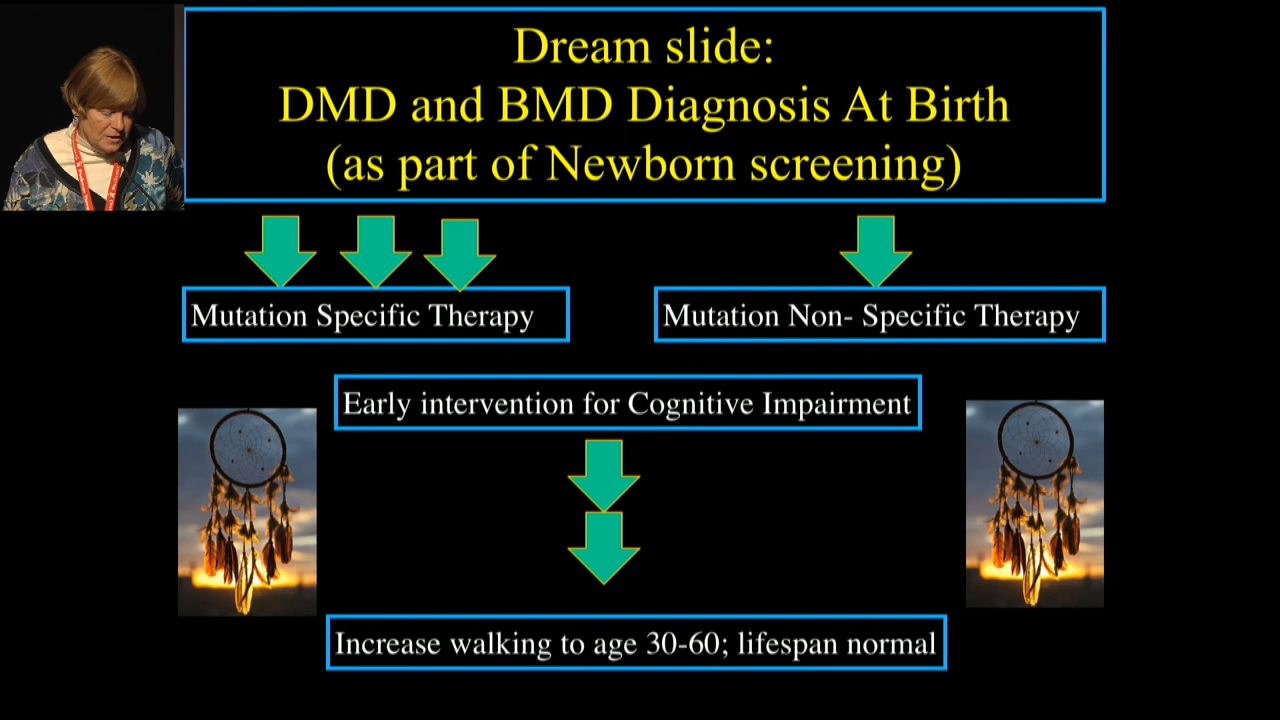 Dream slide:
DMD and BMD Diagnosis At Birth
(as part of Newborn screening)
Mutation Specific Therapy
Mutation Non- Specific Therapy
Early intervention for Cognitive Impairment
Increase walking to age 30-60; lifespan normal